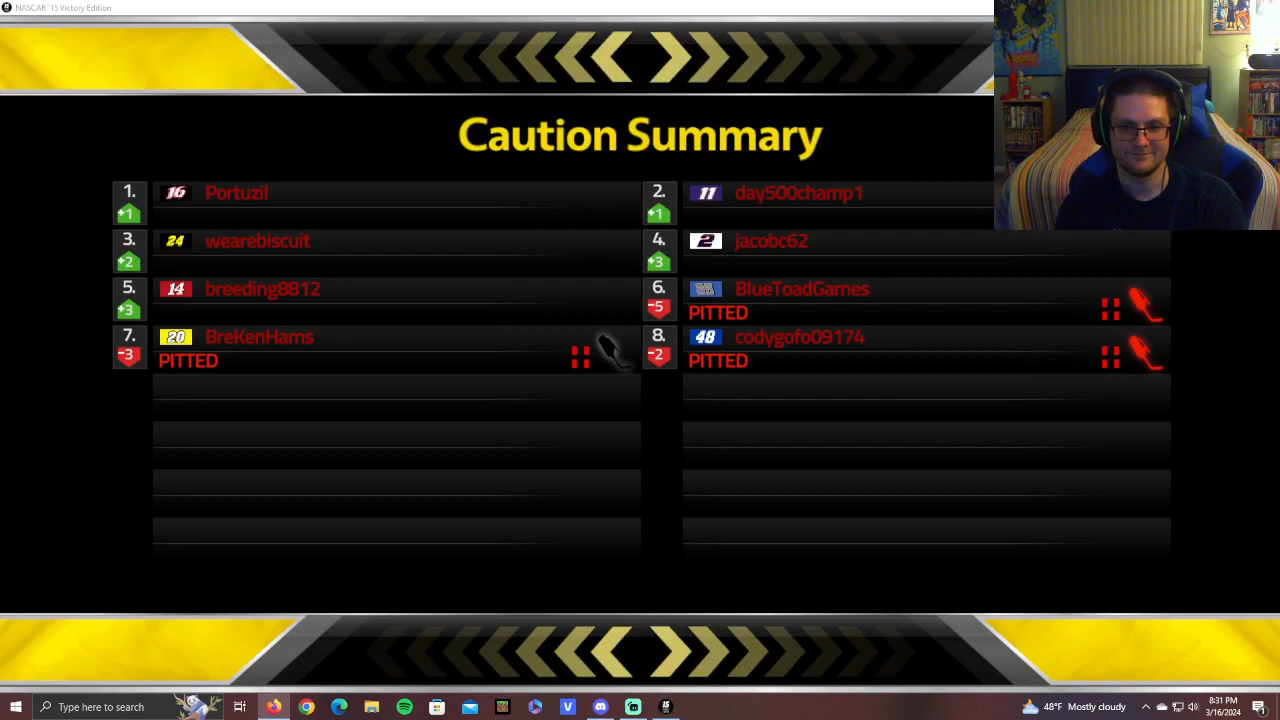 NASCAR '15 Victory Edition
Caution Summary
1. 16 Portuzil
+1
2. 11 day500champ1
+1
3. 24 wearebiscuit
+2
4. 2 jacobc62
+3
5. 14 breeding8812
+3
6. BlueToadGames
-5 PITTED
7. 20 BreKenHams
-3 PITTED
8. 48 codygofo09174
-2 PITTED
Type here to search
48°F Mostly cloudy
8:31 PM
3/16/2024